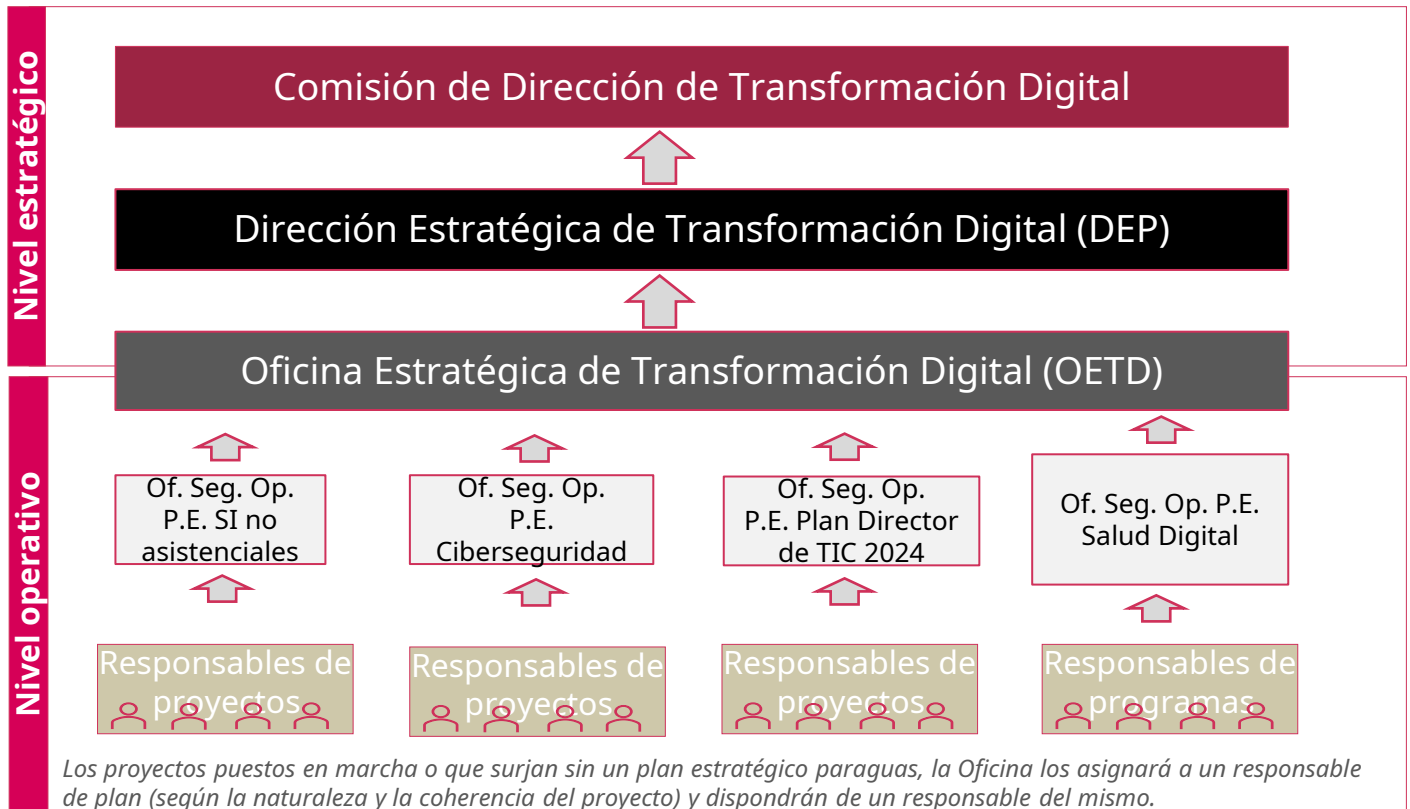 Nivel estratégico
Comisión de Dirección de Transformación Digital
Dirección Estratégica de Transformación Digital (DEP)
Oficina Estratégica de Transformación Digital (OETD)
Nivel operativo
Of. Seg. Op.
P.E. SI no
asistenciales
Of. Seg. Op.
P.E.
Ciberseguridad
Of. Seg. Op.
P.E. Plan Director
de TIC 2024
Of. Seg. Op. P.E.
Salud Digital
Responsables de
proyectos
Responsables de
proyectos
Responsables de
proyectos
Responsables de
programas
Los proyectos puestos en marcha o que surjan sin un plan estratégico paraguas, la Oficina los asignará a un responsable
de plan (según la naturaleza y la coherencia del proyecto) y dispondrán de un responsable del mismo.